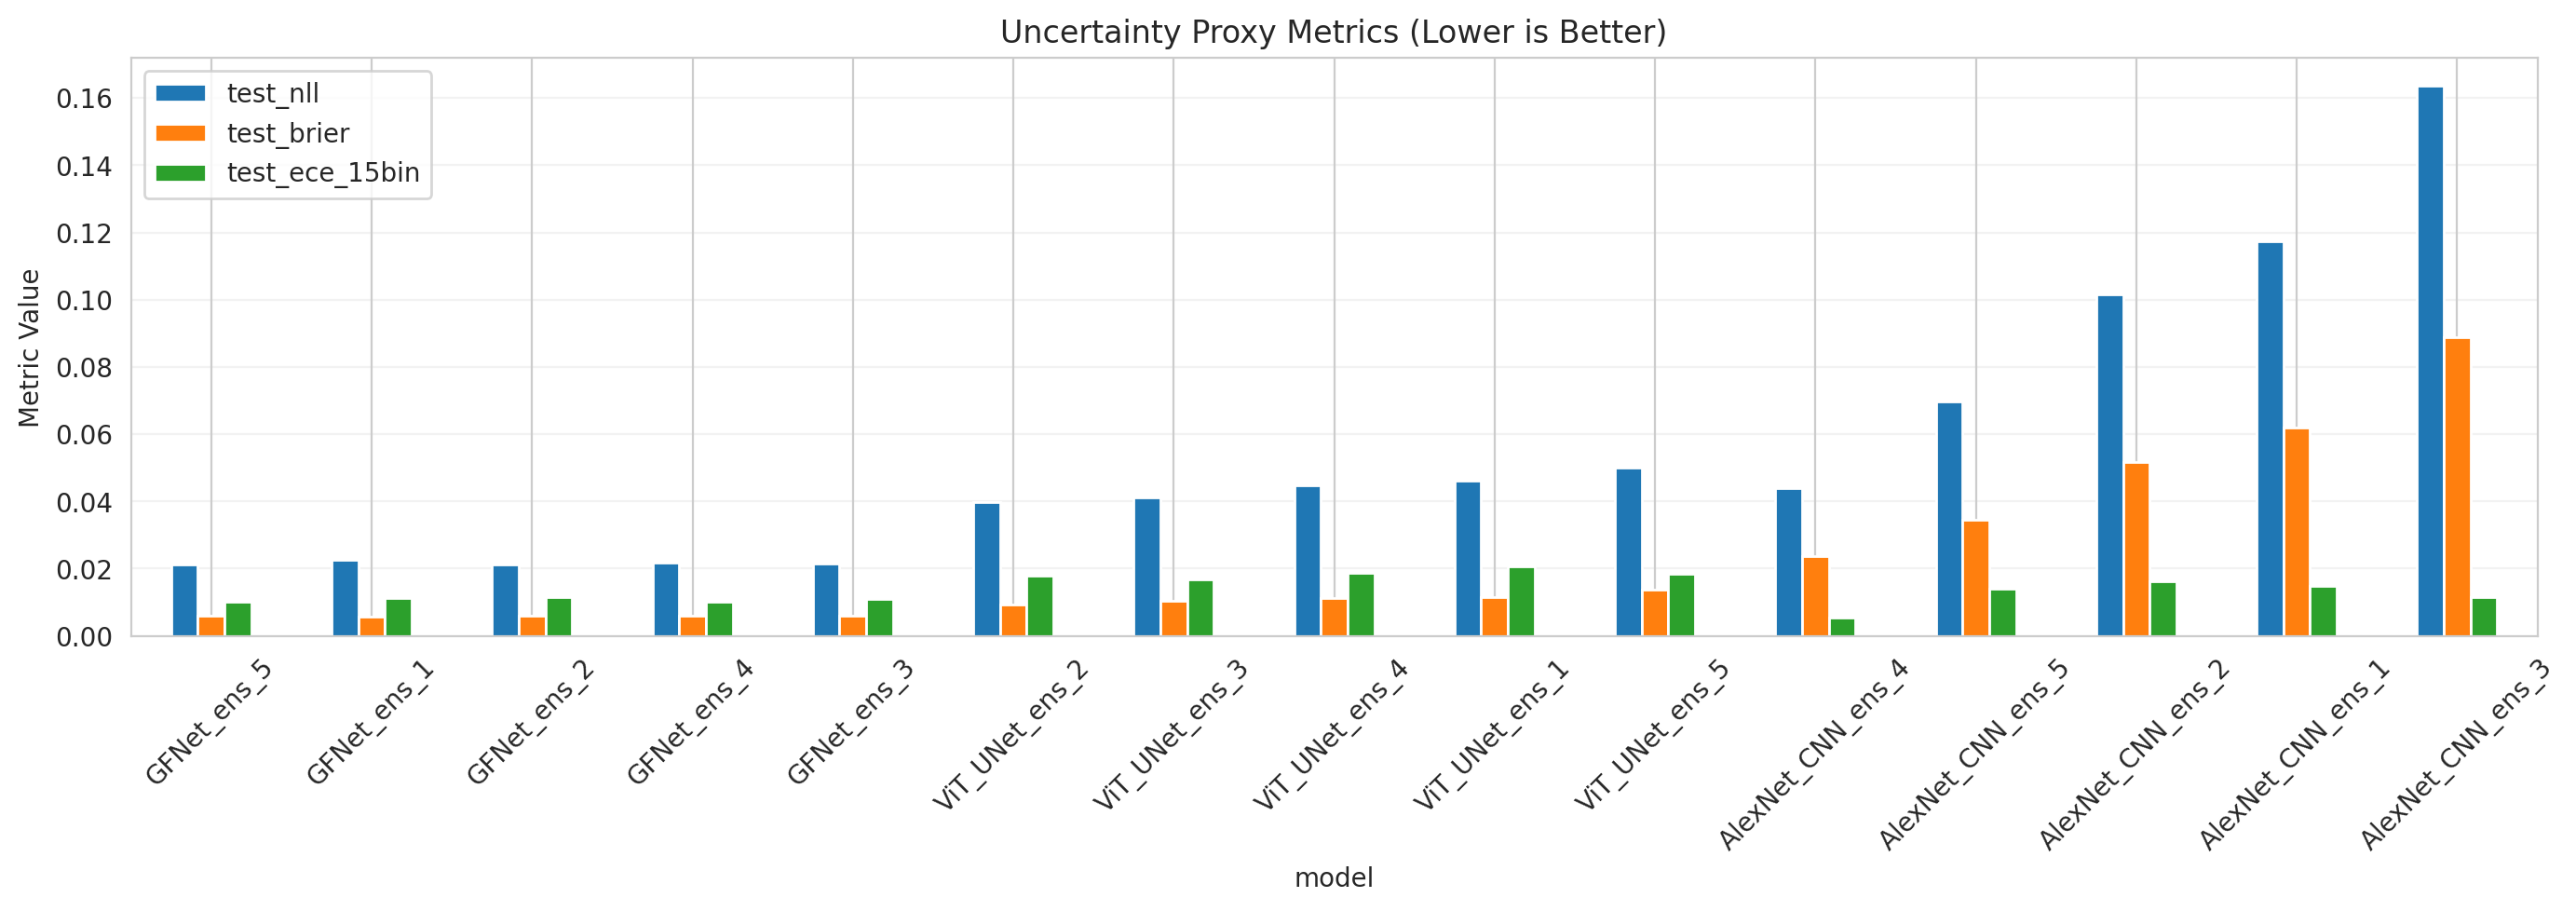 Uncertainty Proxy Metrics (Lower is Better)
test_nll
test_brier
test_ece_15bin
Metric Value
0.16
0.14
0.12
0.10
0.08
0.06
0.04
0.02
0.00
GFNet_ens_5
GFNet_ens_1
GFNet_ens_2
GFNet_ens_4
GFNet_ens_3
ViT_UNet_ens_2
ViT_UNet_ens_3
ViT_UNet_ens_4
ViT_UNet_ens_1
ViT_UNet_ens_5
AlexNet_CNN_ens_4
AlexNet_CNN_ens_5
AlexNet_CNN_ens_2
AlexNet_CNN_ens_1
AlexNet_CNN_ens_3
model